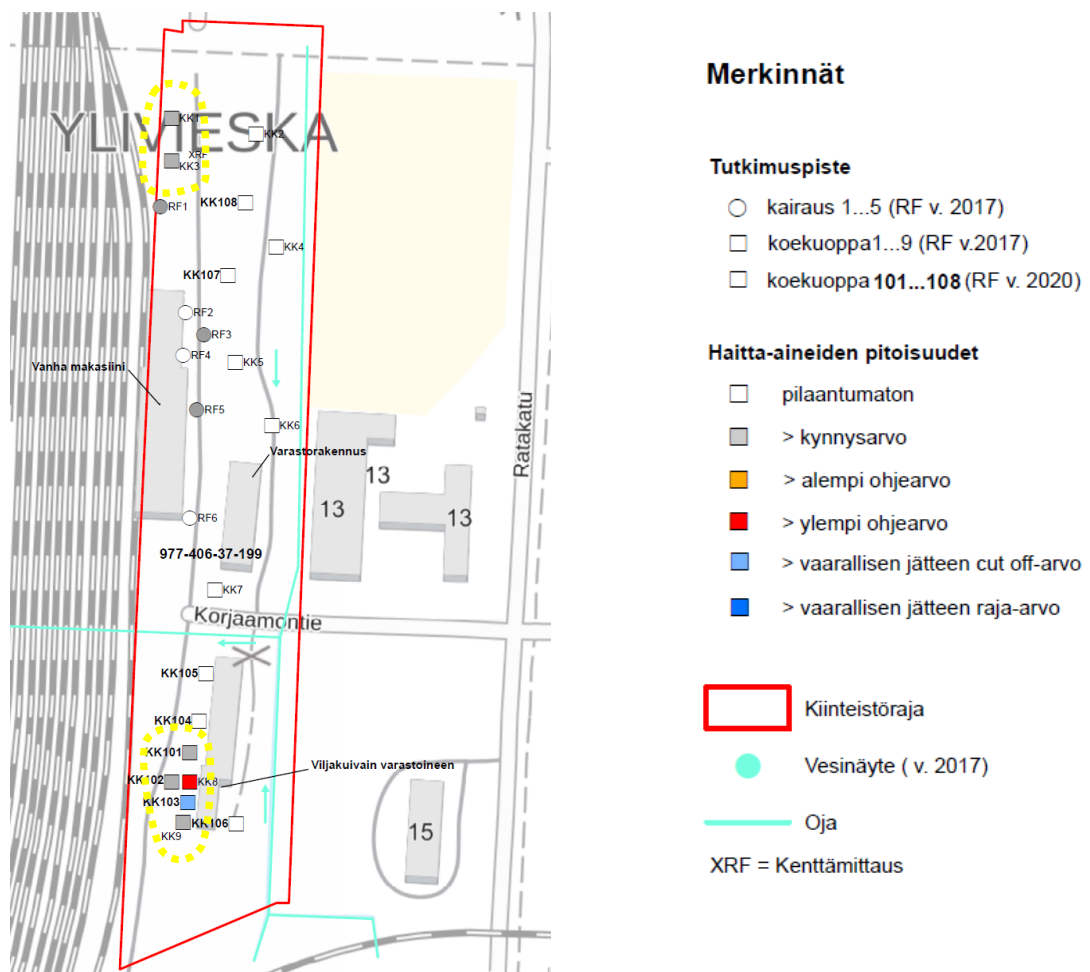 YLIVIESKA
KK1
KK2
XRF
KK3
KK108
RF1
KK4
KK107
RF2
RF3
RF4
KK5
Vanha makasiini
RF5
KK6
Varastorakennus
13
13
13
RF6
977-406-37-199
KK7
Korjaamontie
Ratakatu
KK105
KK104
KK101
Viljakuivain varastoineen
KK102
KK8
KK103
KK106
KK9
15
Merkinnät
Tutkimuspiste
kairaus 1...5 (RF v. 2017)
koekuoppa1...9 (RF v.2017)
koekuoppa 101...108 (RF v. 2020)
Haitta-aineiden pitoisuudet
pilaantumaton
> kynnysarvo
> alempi ohjearvo
> ylempi ohjearvo
> vaarallisen jätteen cut off-arvo
> vaarallisen jätteen raja-arvo
Kiinteistöraja
Vesinäyte ( v. 2017)
Oja
XRF = Kenttämittaus